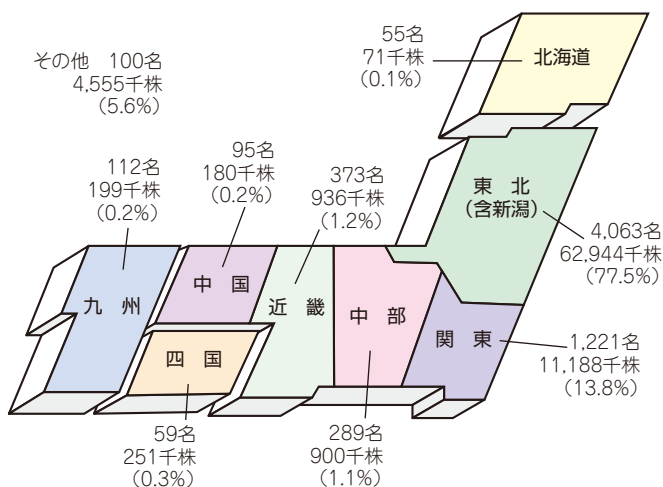 その他 100名
4,555千株
(5.6%)
55名
71千株
(0.1%)
北海道
112名
199千株
(0.2%)
95名
180千株
(0.2%)
373名
936千株
(1.2%)
東 北
(含新潟)
4,063名
62,944千株
(77.5%)
九 州
中 国
近 畿
中 部
関 東
四 国
1,221名
11,188千株
(13.8%)
59名
251千株
(0.3%)
289名
900千株
(1.1%)